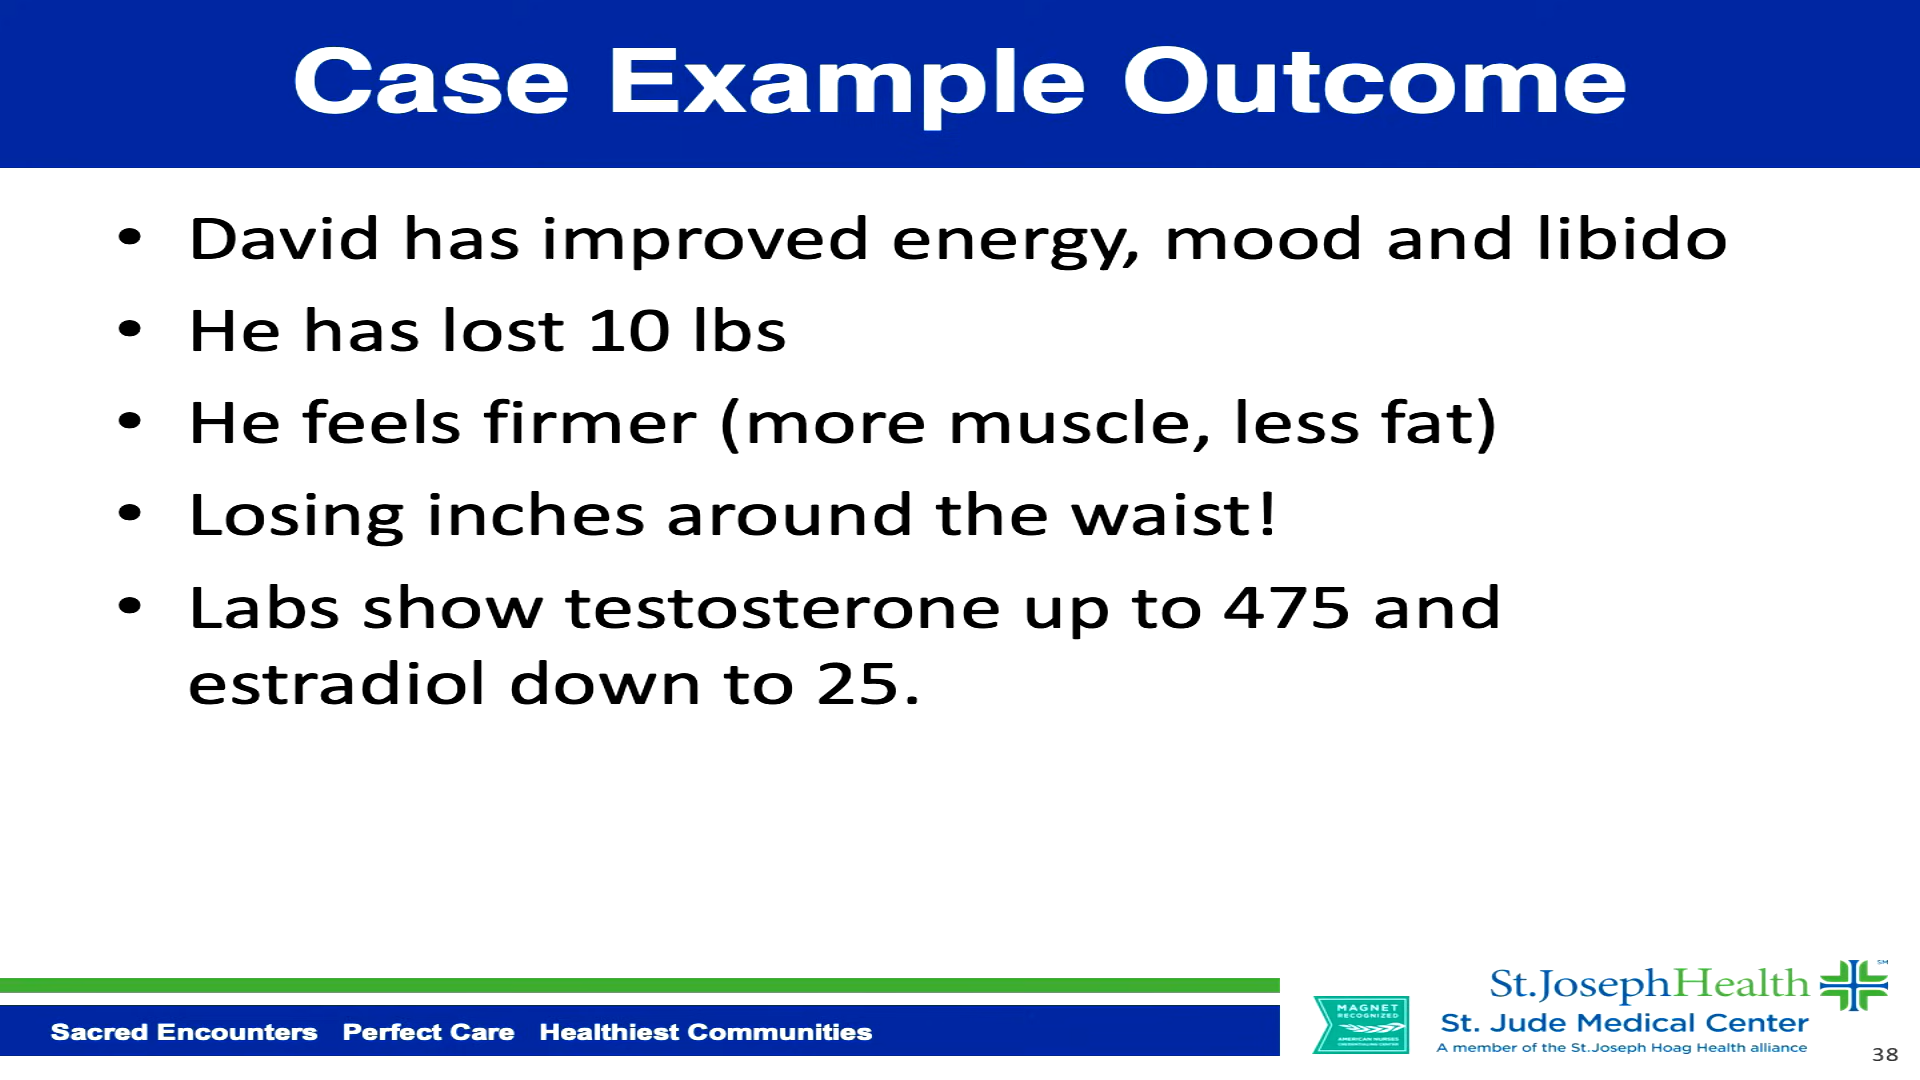 Case Example Outcome
• David has improved energy, mood and libido
• He has lost 10 lbs
• He feels firmer (more muscle, less fat)
• Losing inches around the waist!
• Labs show testosterone up to 475 and
estradiol down to 25.
Sacred Encounters Perfect Care Healthiest Communities
MAGNET
RECOGNIZED
AMERICAN NURSES
CREDENTIALING CENTER
St.JosephHealth SM
St. Jude Medical Center
A member of the St.Joseph Hoag Health alliance
38